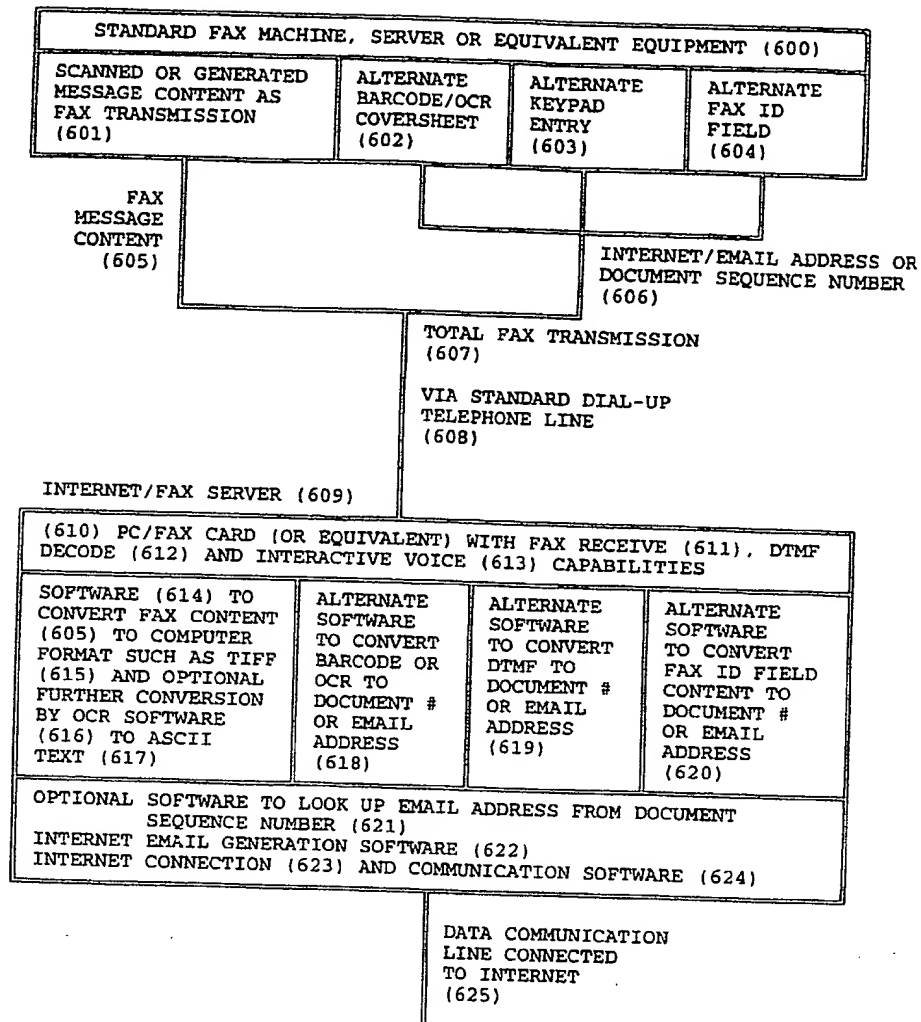 STANDARD FAX MACHINE, SERVER OR EQUIVALENT EQUIPMENT (600)
SCANNED OR GENERATED
MESSAGE CONTENT AS
FAX TRANSMISSION
(601)
ALTERNATE
BARCODE/OCR
COVERSHEET
(602)
ALTERNATE
KEYPAD
ENTRY
(603)
ALTERNATE
FAX ID
FIELD
(604)
FAX
MESSAGE
CONTENT
(605)
INTERNET/EMAIL ADDRESS OR
DOCUMENT SEQUENCE NUMBER
(606)
TOTAL FAX TRANSMISSION
(607)
VIA STANDARD DIAL-UP
TELEPHONE LINE
(608)
INTERNET/FAX SERVER (609)
(610) PC/FAX CARD (OR EQUIVALENT) WITH FAX RECEIVE (611), DTMF
DECODE (612) AND INTERACTIVE VOICE (613) CAPABILITIES
SOFTWARE (614) TO
CONVERT FAX CONTENT
(605) TO COMPUTER
FORMAT SUCH AS TIFF
(615) AND OPTIONAL
FURTHER CONVERSION
BY OCR SOFTWARE
(616) TO ASCII
TEXT (617)
ALTERNATE
SOFTWARE
TO CONVERT
BARCODE OR
OCR TO
DOCUMENT #
OR EMAIL
ADDRESS
(618)
ALTERNATE
SOFTWARE
TO CONVERT
DTMF TO
DOCUMENT #
OR EMAIL
ADDRESS
(619)
ALTERNATE
SOFTWARE
TO CONVERT
FAX ID FIELD
CONTENT TO
DOCUMENT #
OR EMAIL
ADDRESS
(620)
OPTIONAL SOFTWARE TO LOOK UP EMAIL ADDRESS FROM DOCUMENT
SEQUENCE NUMBER (621)
INTERNET EMAIL GENERATION SOFTWARE (622)
INTERNET CONNECTION (623) AND COMMUNICATION SOFTWARE (624)
DATA COMMUNICATION
LINE CONNECTED
TO INTERNET
(625)